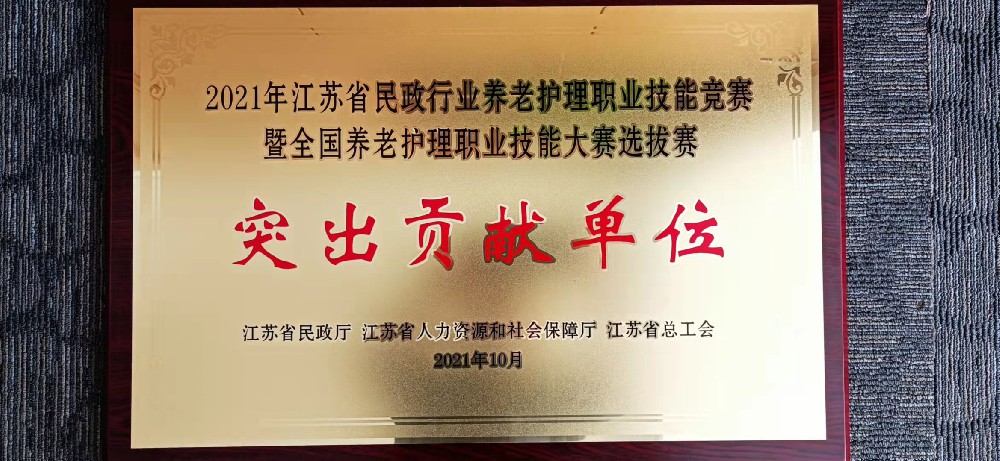 2021年江苏省民政行业养老护理职业技能竞赛
暨全国养老护理职业技能大赛选拔赛
突出贡献单位
江苏省民政厅 江苏省人力资源和社会保障厅 江苏省总工会
2021年10月